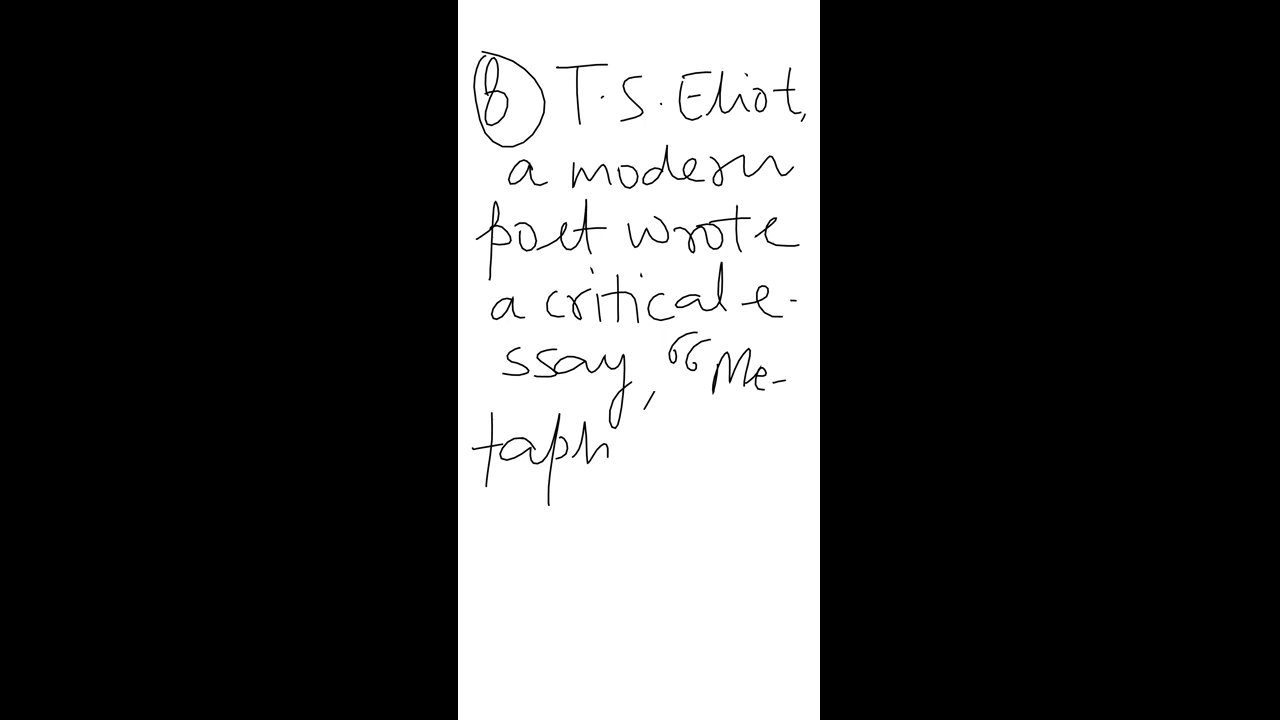 8 T.S. Eliot,
a modern
poet wrote
a critical e-
ssay, “Me-
taph